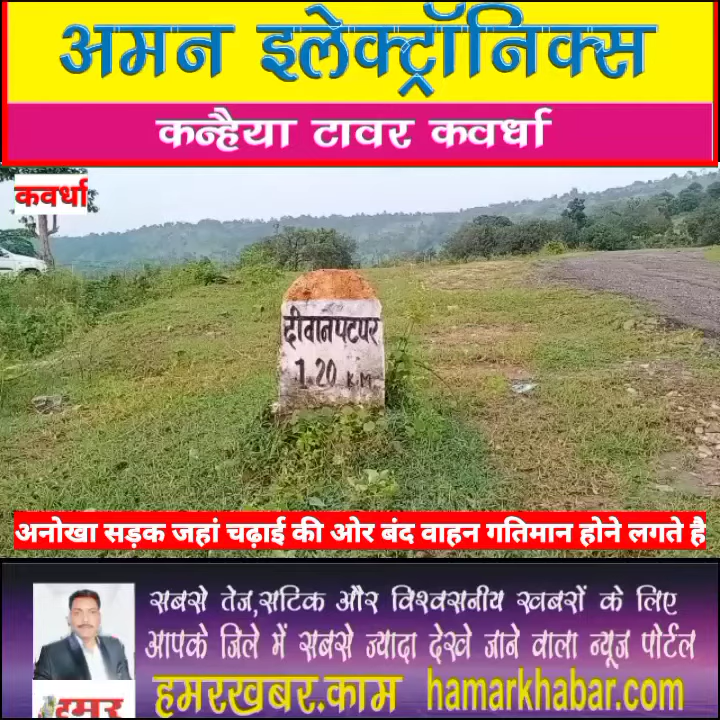 अमन इलेक्ट्रॉनिक्स
कन्हैया टावर कवर्धा
कवर्धा
दीवानपटपर
1.20 KM
अनोखा सड़क जहां चढ़ाई की ओर बंद वाहन गतिमान होने लगते है
सबसे तेज,सटिक और विश्वसनीय खबरों के लिए
आपके जिले में सबसे ज्यादा देखे जाने वाला न्यूज पोर्टल
हमरखबर.काम hamarkhabar.com
हमर